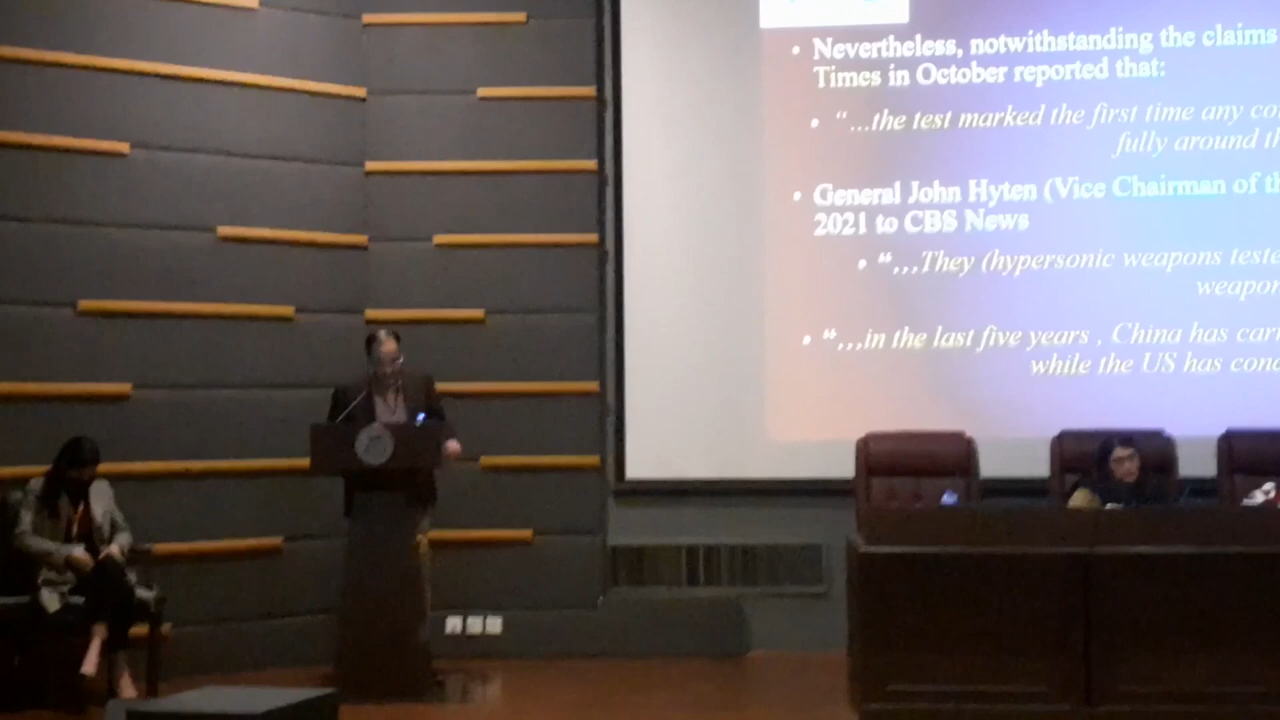 • Nevertheless, notwithstanding the claims
Times in October reported that:
• “...the test marked the first time any co
fully around th
• General John Hyten (Vice Chairman of th
2021 to CBS News
• “...They (hypersonic weapons teste
weapon
• “...in the last five years , China has carr
while the US has cond